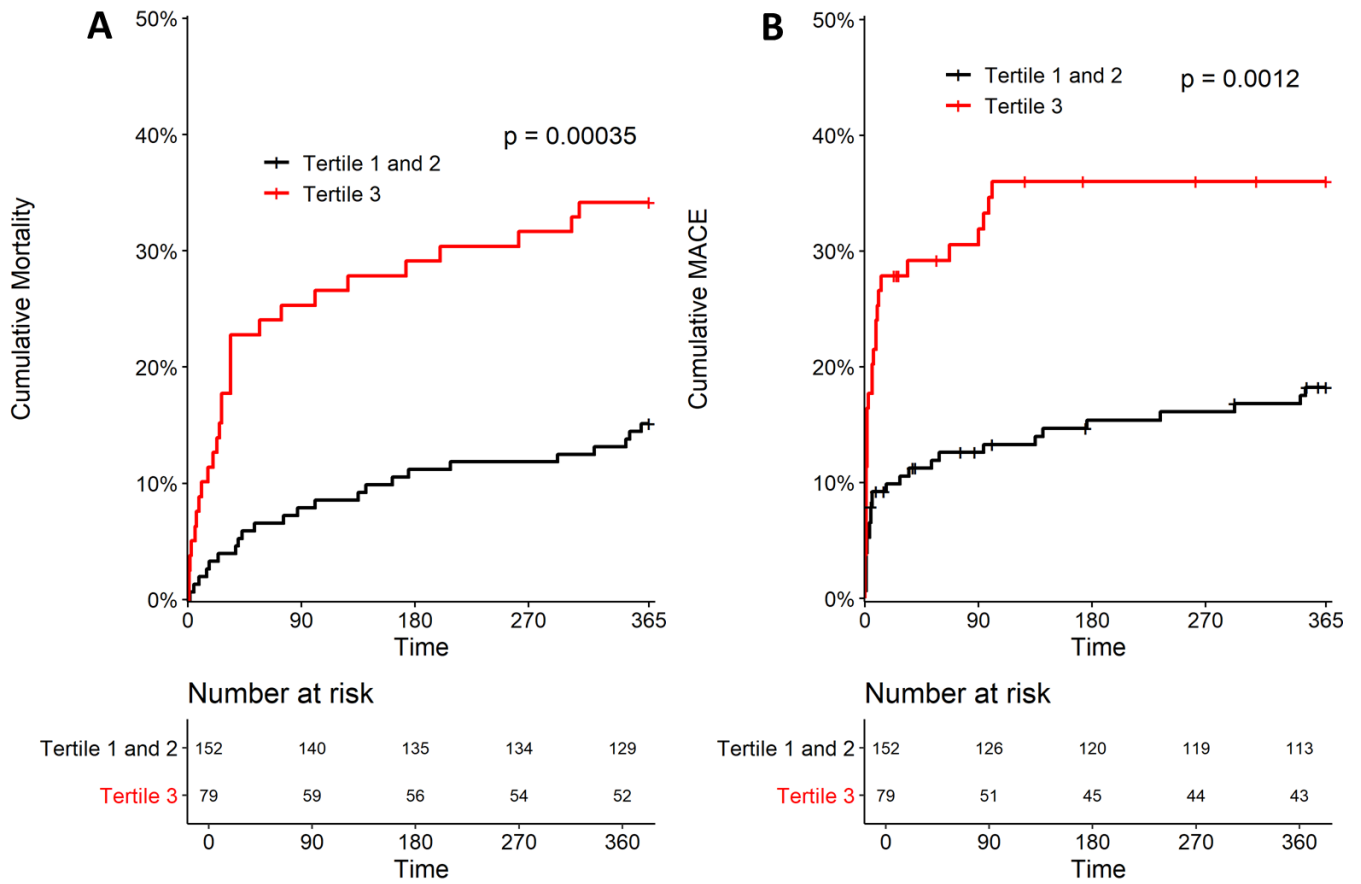 A
Cumulative Mortality
50%
40%
30%
20%
10%
0%
p = 0.00035
Tertile 1 and 2
Tertile 3
0 90 180 270 365
Time
Number at risk
Tertile 1 and 2 152 140 135 134 129
Tertile 3 79 59 56 54 52
0 90 180 270 360
Time
B
Cumulative MACE
50%
40%
30%
20%
10%
0%
Tertile 1 and 2
Tertile 3
p = 0.0012
0 90 180 270 365
Time
Number at risk
Tertile 1 and 2 152 126 120 119 113
Tertile 3 79 51 45 44 43
0 90 180 270 360
Time